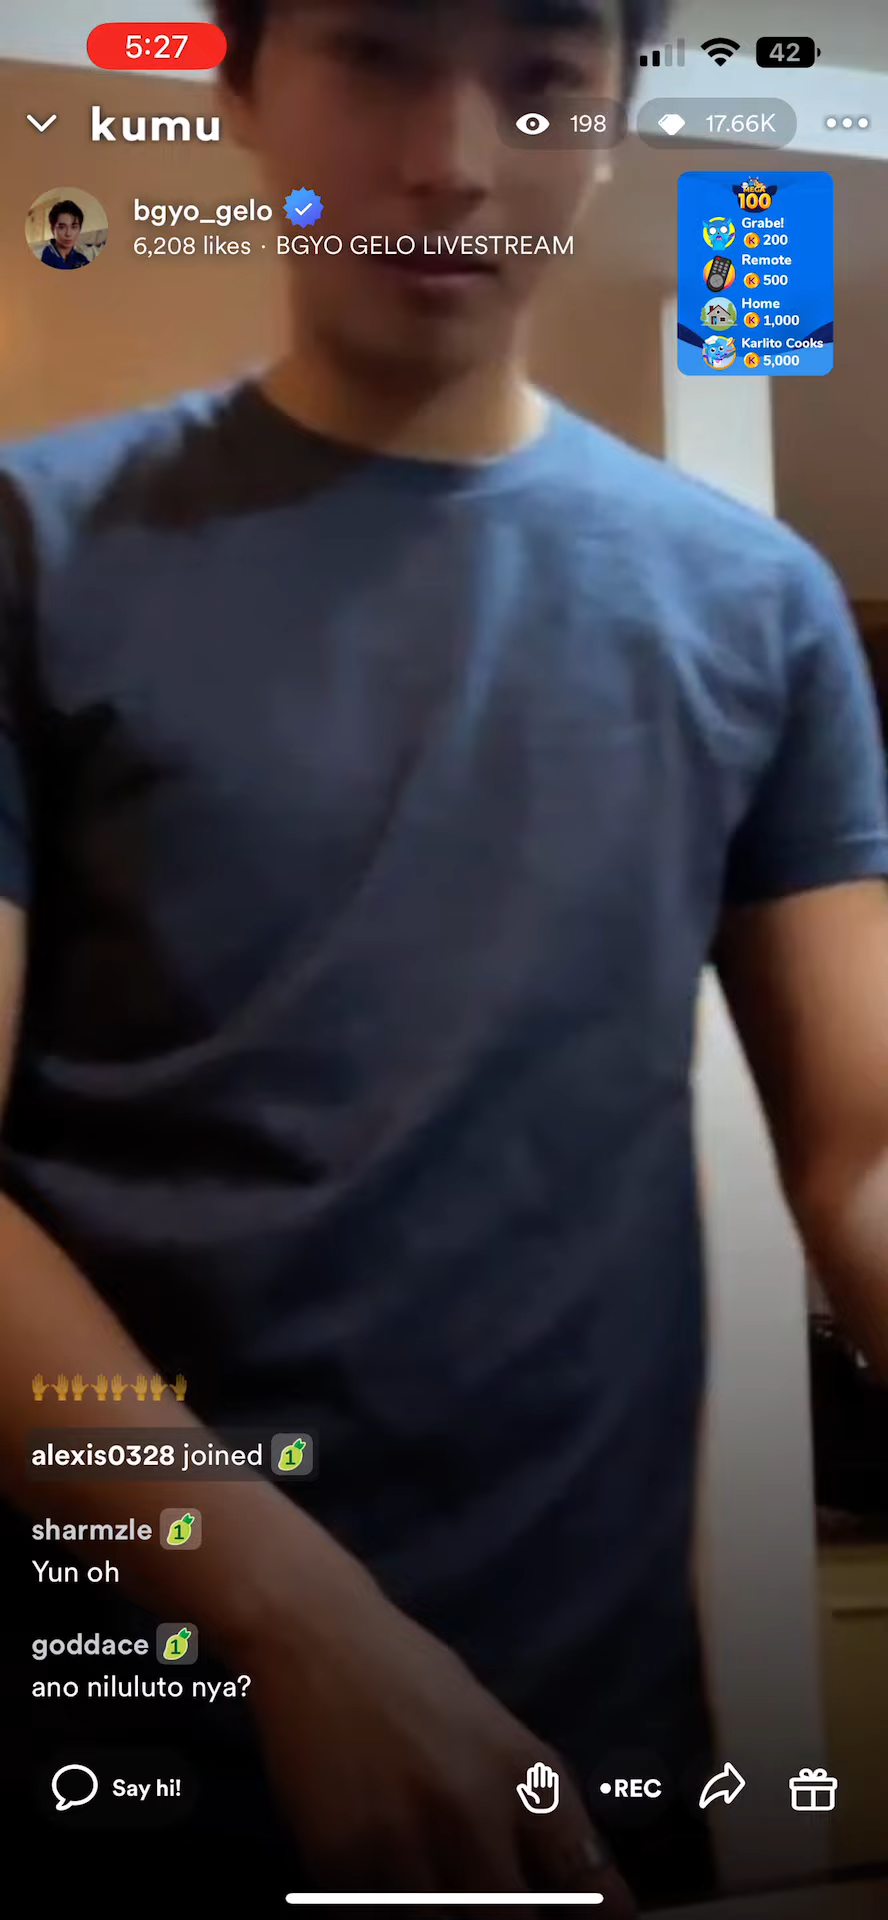 5:27
42
kumu
198
17.66K
bgyo_gelo
6,208 likes · BGYO GELO LIVESTREAM
MEGA
100
Grabe!
K 200
Remote
K 500
Home
K 1,000
Karlito Cooks
K 5,000
alexis0328 joined 1
sharmzle 1
Yun oh
goddace 1
ano niluluto nya?
Say hi!
•REC